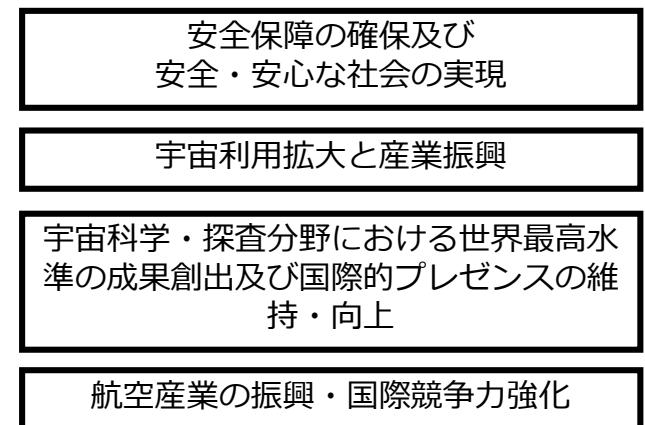 安全保障の確保及び
安全・安心な社会の実現
宇宙利用拡大と産業振興
宇宙科学・探査分野における世界最高水
準の成果創出及び国際的プレゼンスの維
持・向上
航空産業の振興・国際競争力強化